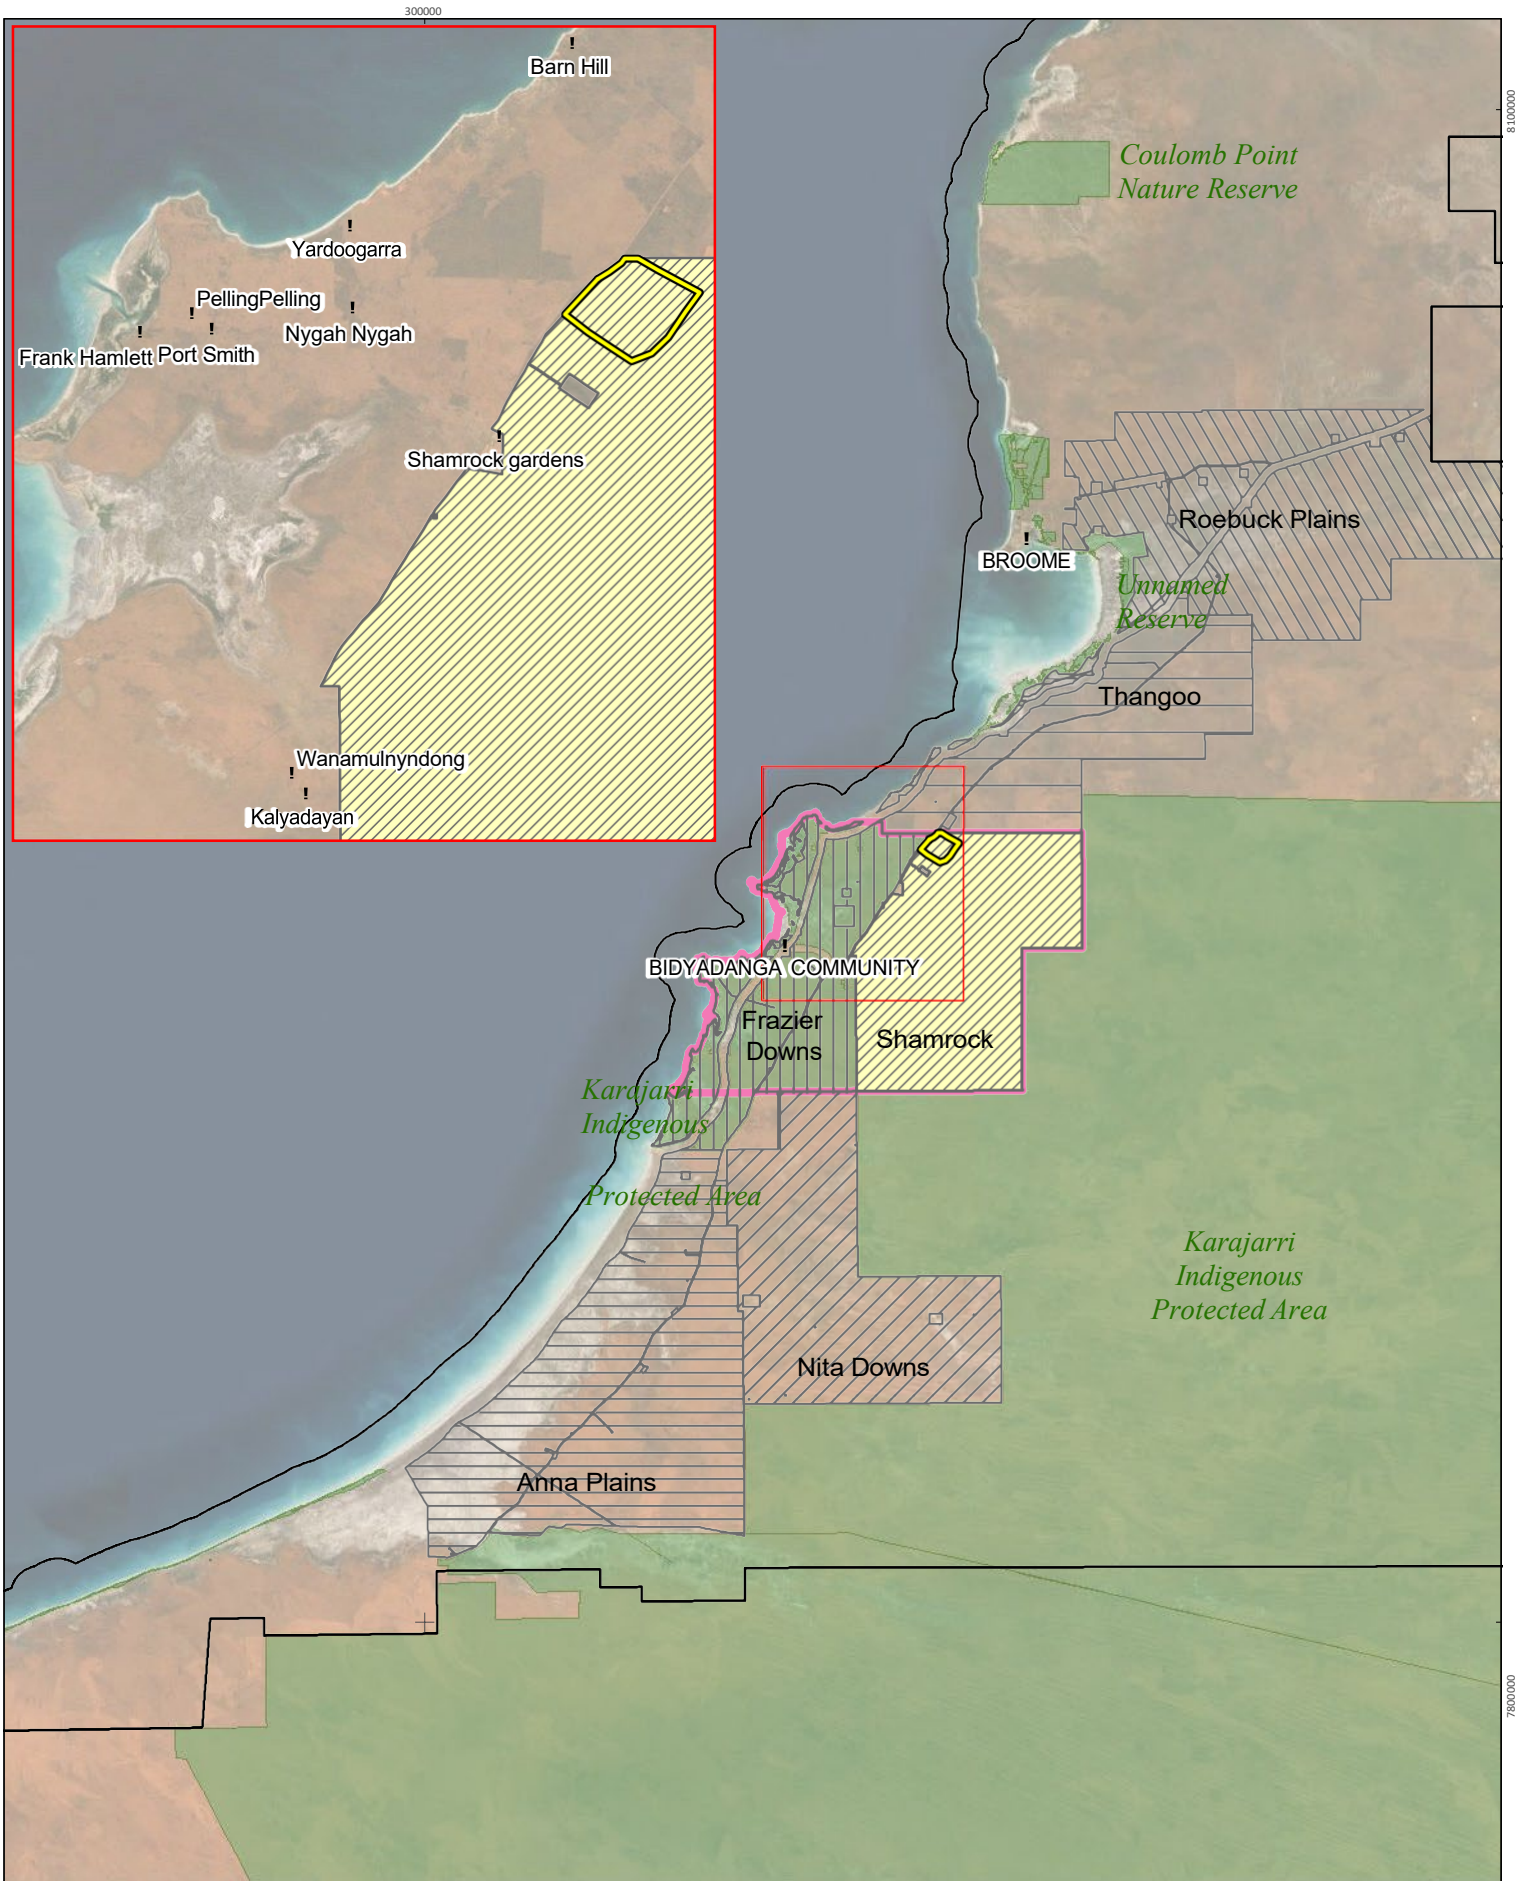 300000
8100000
Barn Hill
Coulomb Point
Nature Reserve
Yardoogarra
PellingPelling
Nygah Nygah
Frank Hamlett
Port Smith
Shamrock gardens
Roebuck Plains
BROOME
Unnamed
Reserve
Thangoo
Wanamulnyndong
Kalyadayan
BIDYADANGA COMMUNITY
Frazier
Downs
Shamrock
Karajarri
Indigenous
Protected Area
Karajarri
Indigenous
Protected Area
Nita Downs
Anna Plains
7800000